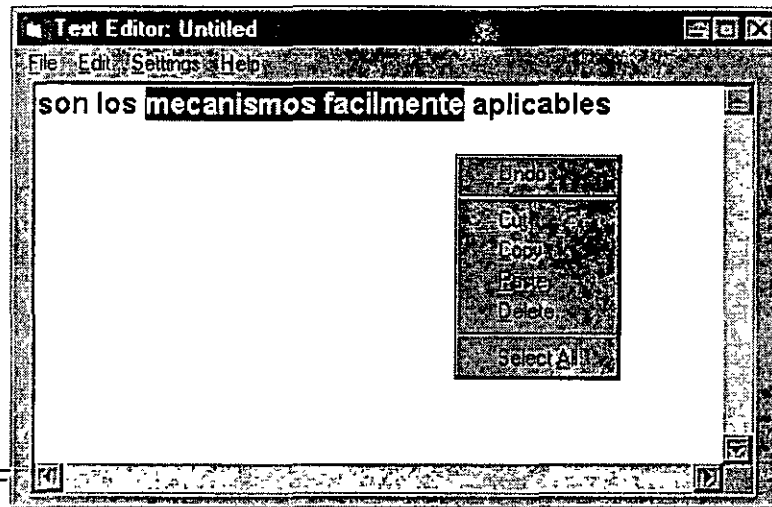 Text Editor: Untitled
File Edit Settings Help
son los mecanismos facilmente aplicables
Undo
Cut
Copy
Paste
Delete
Select All